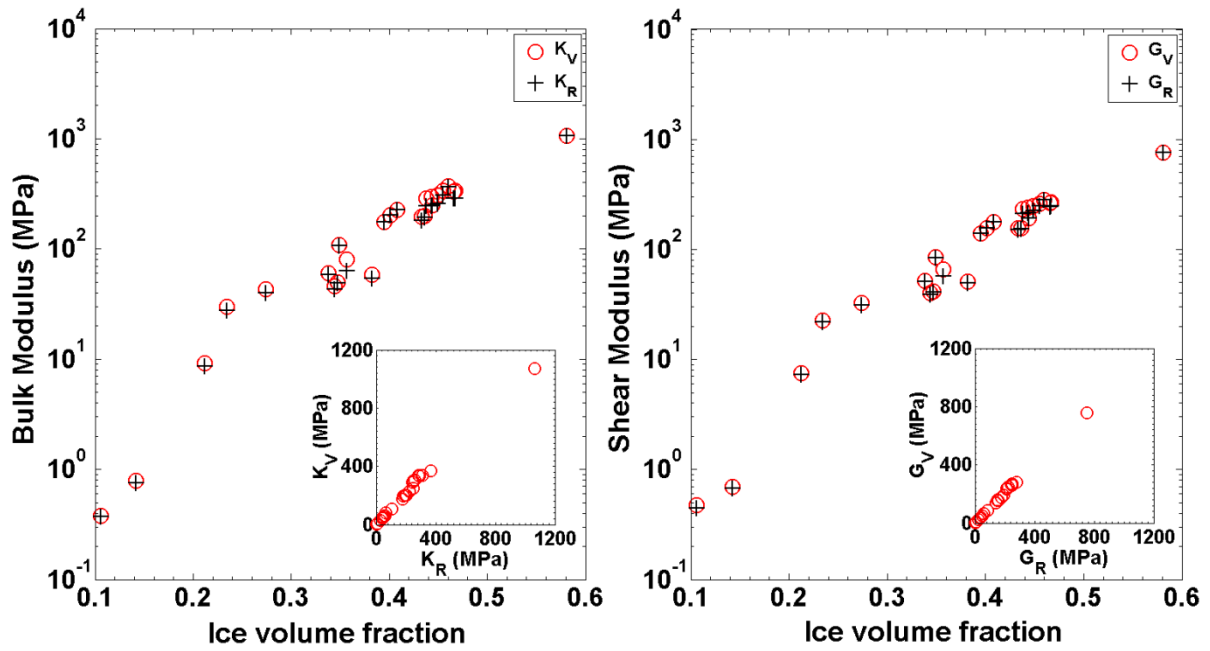 10^4
10^3
10^2
10^1
10^0
10^-1
Bulk Modulus (MPa)
K_V
K_R
1200
800
400
0
K_V (MPa)
0 400 800 1200
K_R (MPa)
0.1 0.2 0.3 0.4 0.5 0.6
Ice volume fraction
10^4
10^3
10^2
10^1
10^0
10^-1
Shear Modulus (MPa)
G_V
G_R
1200
800
400
0
G_V (MPa)
0 400 800 1200
G_R (MPa)
0.1 0.2 0.3 0.4 0.5 0.6
Ice volume fraction